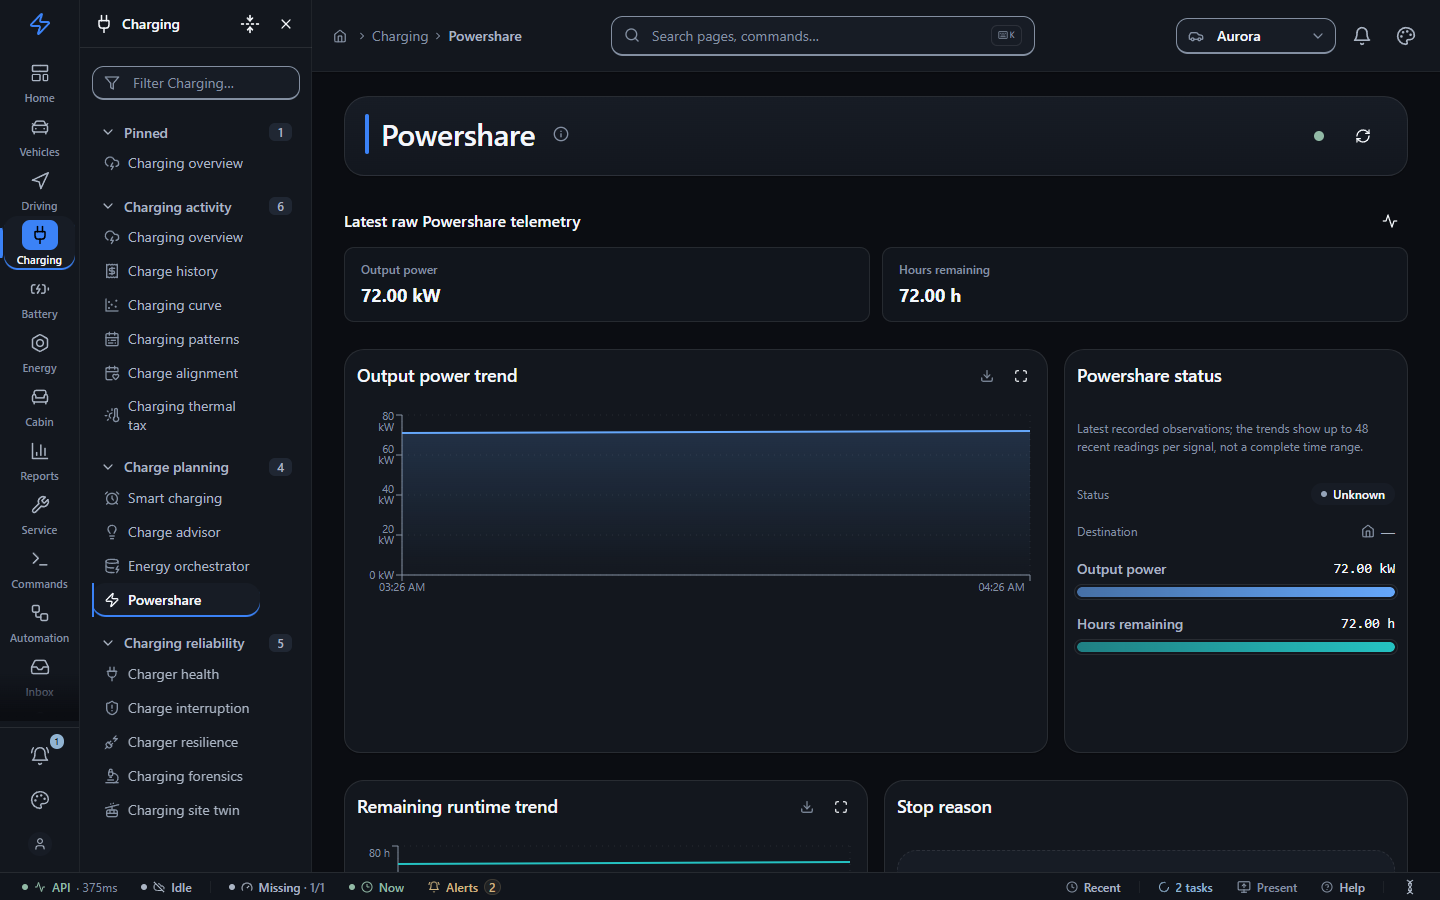 Home
Vehicles
Driving
Charging
Battery
Energy
Cabin
Reports
Service
Commands
Automation
Inbox
1
Charging
Filter Charging...
Pinned 1
Charging overview
Charging activity 6
Charging overview
Charge history
Charging curve
Charging patterns
Charge alignment
Charging thermal
tax
Charge planning 4
Smart charging
Charge advisor
Energy orchestrator
Powershare
Charging reliability 5
Charger health
Charge interruption
Charger resilience
Charging forensics
Charging site twin
Charging > Powershare
Search pages, commands... K
Aurora
Powershare
Latest raw Powershare telemetry
Output power
72.00 kW
Hours remaining
72.00 h
Output power trend
80
kW
60
kW
40
kW
20
kW
0 kW
03:26 AM 04:26 AM
Powershare status
Latest recorded observations; the trends show up to 48
recent readings per signal, not a complete time range.
Status Unknown
Destination —
Output power 72.00 kW
Hours remaining 72.00 h
Remaining runtime trend
80 h
Stop reason
API · 375ms Idle Missing · 1/1 Now Alerts 2 Recent 2 tasks Present Help